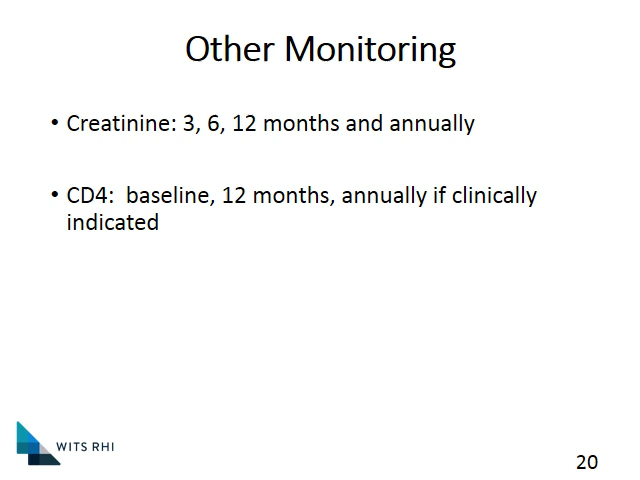 Other Monitoring
• Creatinine: 3, 6, 12 months and annually
• CD4:  baseline, 12 months, annually if clinically
indicated
WITS RHI
20